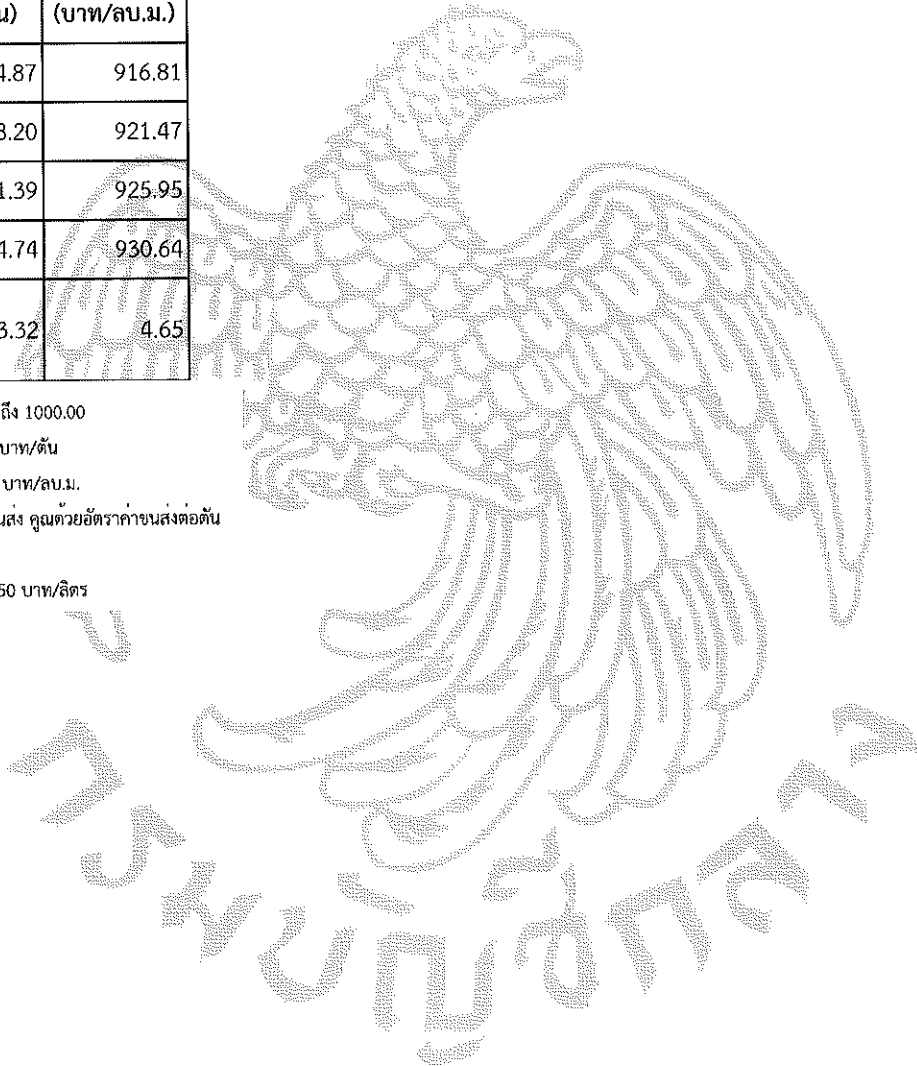 น) (บาท/ลบ.ม.)
4.87 916.81
3.20 921.47
1.39 925.95
4.74 930.64
3.32 4.65
ถึง 1000.00
บาท/ตัน
บาท/ลบ.ม.
นส่ง คูณด้วยอัตราค่าขนส่งต่อตัน
50 บาท/ลิตร